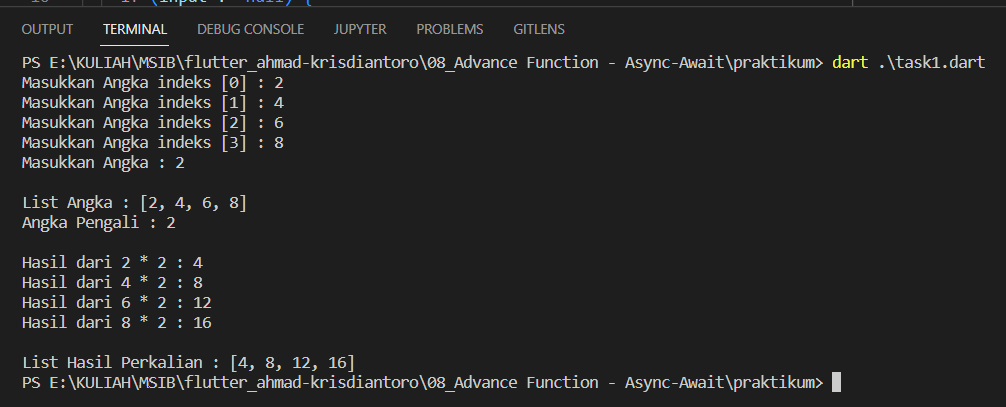 OUTPUT TERMINAL DEBUG CONSOLE JUPYTER PROBLEMS GITLENS
PS E:\KULIAH\MSIB\flutter_ahmad-krisdiantoro\08_Advance Function - Async-Await\praktikum> dart .\task1.dart
Masukkan Angka indeks [0] : 2
Masukkan Angka indeks [1] : 4
Masukkan Angka indeks [2] : 6
Masukkan Angka indeks [3] : 8
Masukkan Angka : 2
List Angka : [2, 4, 6, 8]
Angka Pengali : 2
Hasil dari 2 * 2 : 4
Hasil dari 4 * 2 : 8
Hasil dari 6 * 2 : 12
Hasil dari 8 * 2 : 16
List Hasil Perkalian : [4, 8, 12, 16]
PS E:\KULIAH\MSIB\flutter_ahmad-krisdiantoro\08_Advance Function - Async-Await\praktikum>